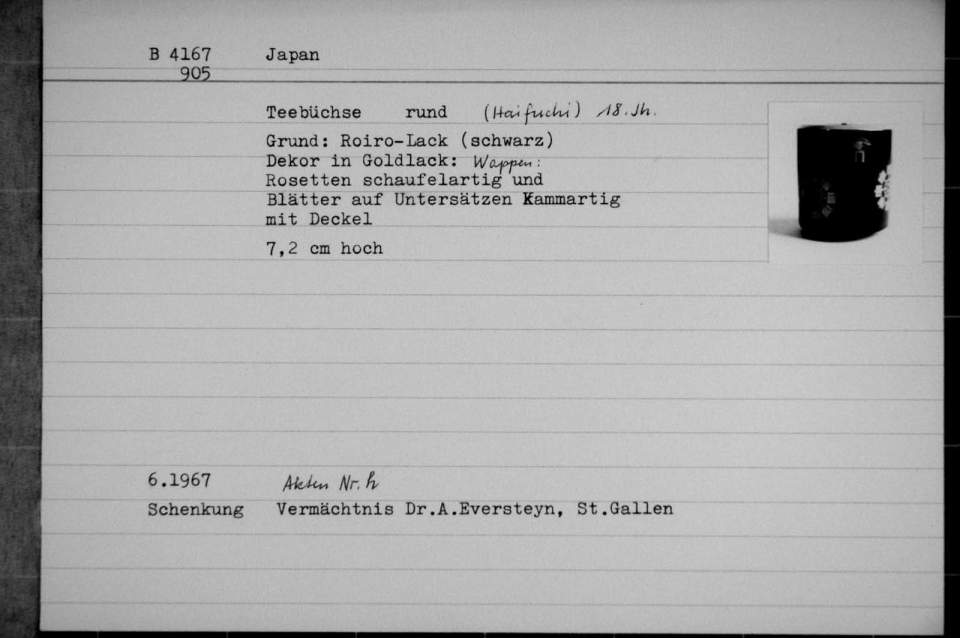 B 4167 Japan
905
Teebüchse rund (Haifuchi) 18. Jh.
Grund: Roiro-Lack (schwarz)
Dekor in Goldlack: Wappen:
Rosetten schaufelartig und
Blätter auf Untersätzen Kammartig
mit Deckel
7,2 cm hoch
6.1967 Akten Nr. h
Schenkung Vermächtnis Dr.A.Eversteyn, St.Gallen